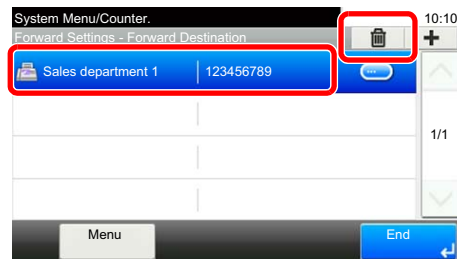 System Menu/Counter. 10:10
Forward Settings - Forward Destination
Sales department 1 123456789
1/1
Menu End